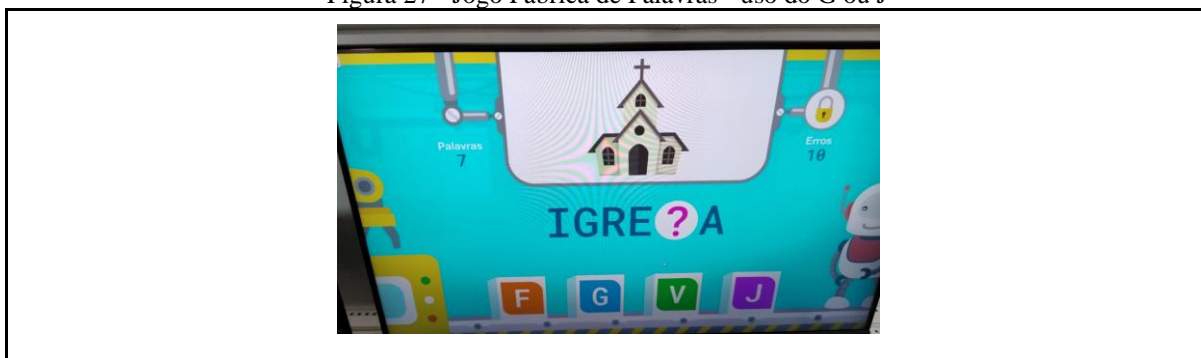 Figura 27 - Jogo Fábrica de Palavras - uso do G ou J
Palavras
7
Erros
10
IGRE?A
F G V J